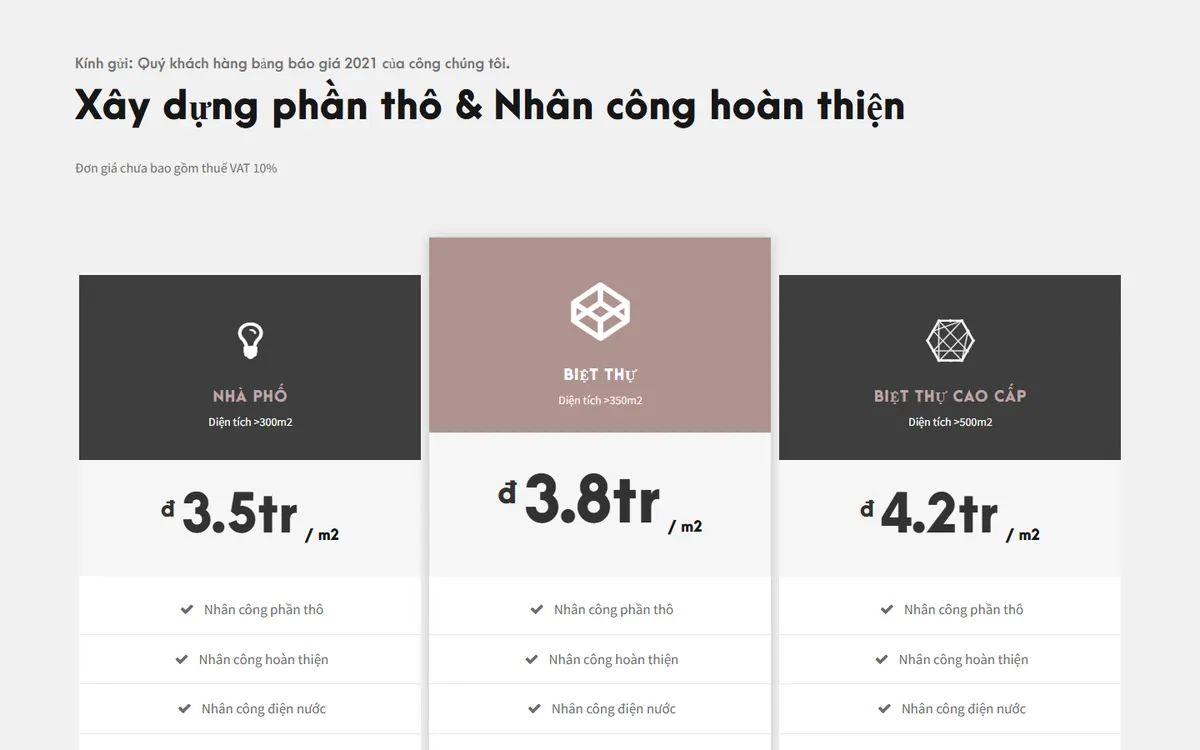 Kính gửi: Quý khách hàng bảng báo giá 2021 của công chúng tôi.
Xây dựng phần thô & Nhân công hoàn thiện
Đơn giá chưa bao gồm thuế VAT 10%
NHÀ PHỐ
Diện tích >300m2
đ 3.5tr / m2
Nhân công phần thô
Nhân công hoàn thiện
Nhân công điện nước
BIỆT THỰ
Diện tích >350m2
đ 3.8tr / m2
Nhân công phần thô
Nhân công hoàn thiện
Nhân công điện nước
BIỆT THỰ CAO CẤP
Diện tích >500m2
đ 4.2tr / m2
Nhân công phần thô
Nhân công hoàn thiện
Nhân công điện nước